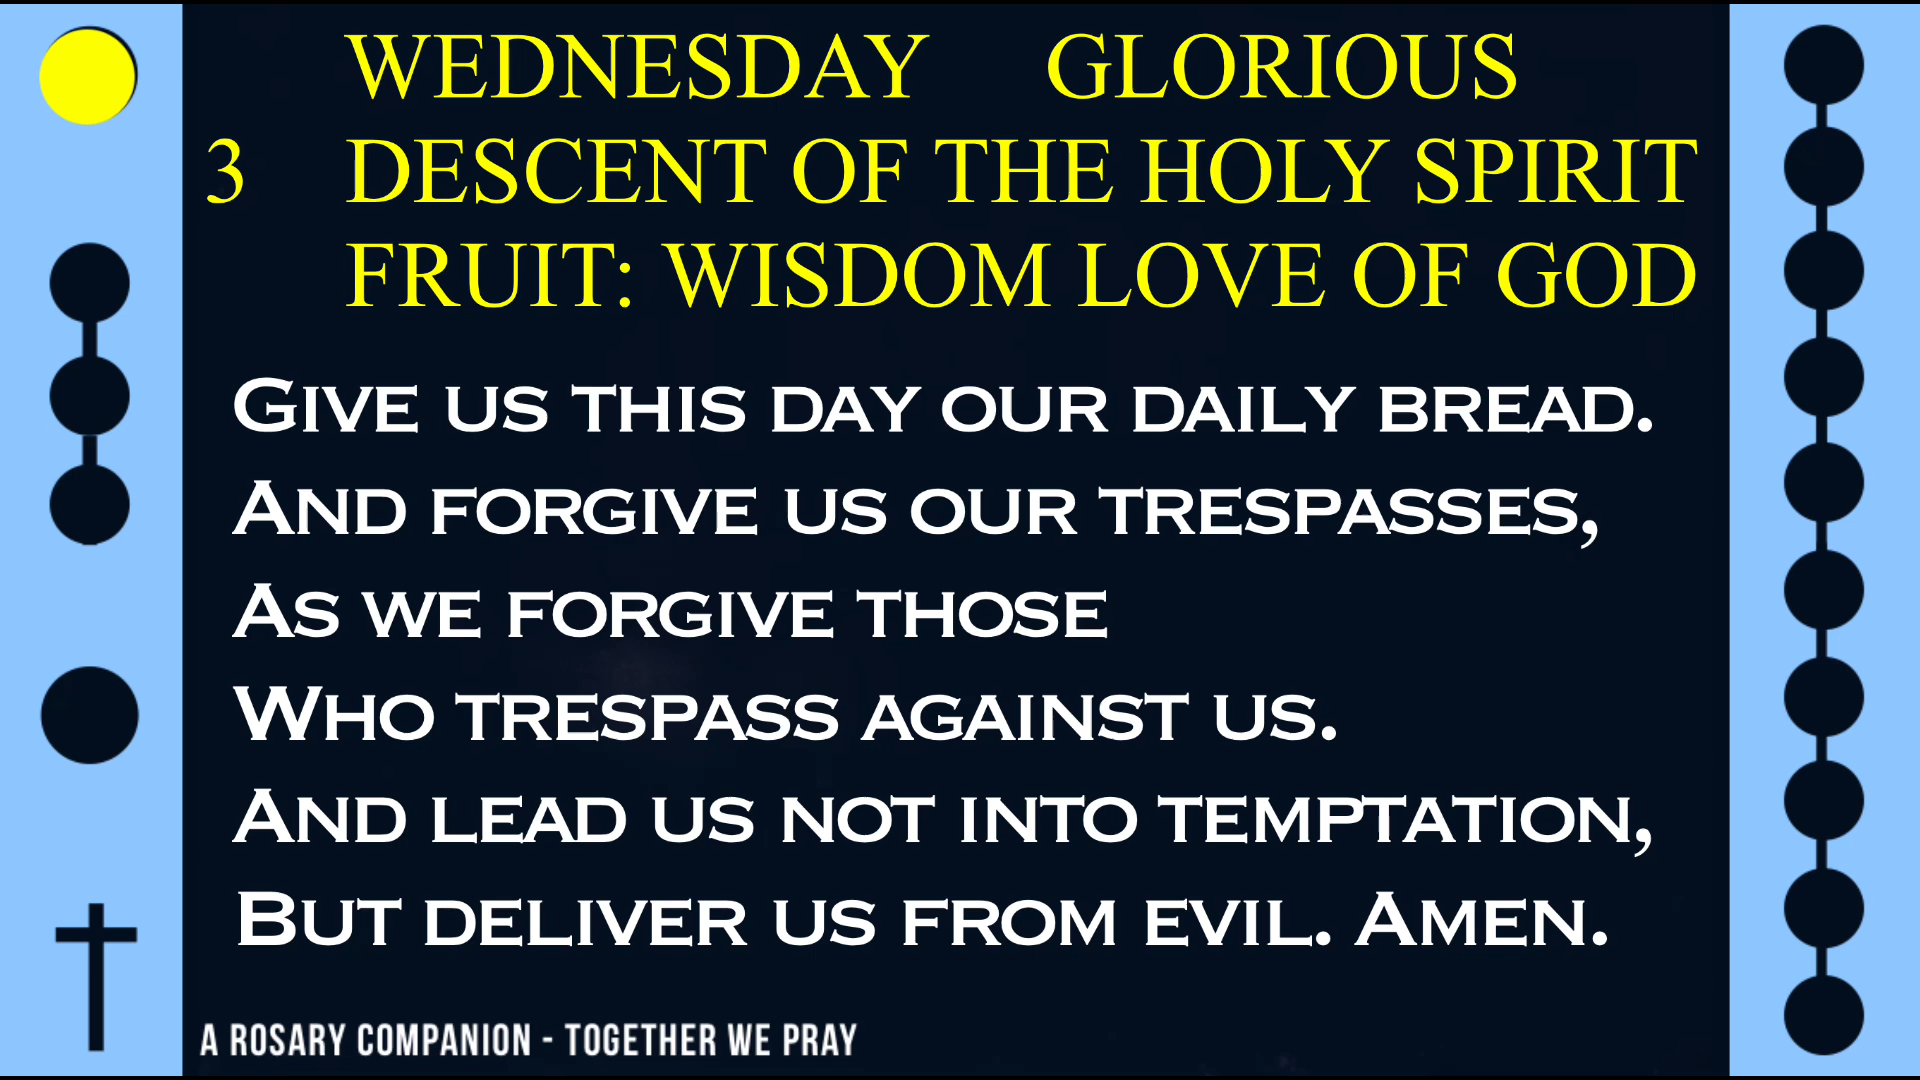 WEDNESDAY GLORIOUS
3 DESCENT OF THE HOLY SPIRIT
FRUIT: WISDOM LOVE OF GOD
Give us this day our daily bread.
And forgive us our trespasses,
As we forgive those
Who trespass against us.
And lead us not into temptation,
But deliver us from evil. Amen.
A ROSARY COMPANION - TOGETHER WE PRAY